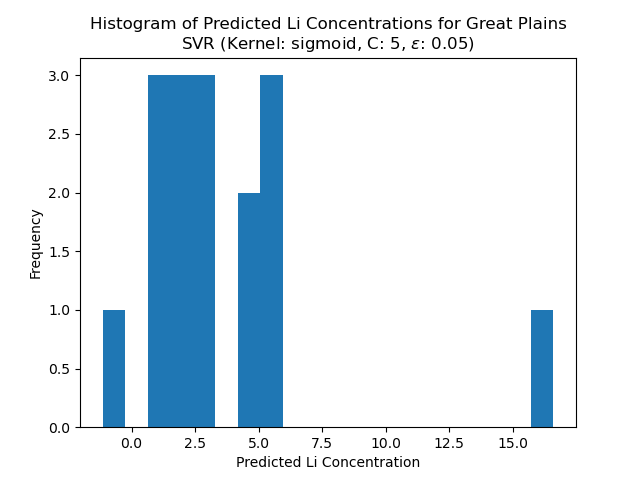 Histogram of Predicted Li Concentrations for Great Plains
SVR (Kernel: sigmoid, C: 5, ε: 0.05)
3.0
2.5
2.0
1.5
1.0
0.5
0.0
Frequency
0.0 2.5 5.0 7.5 10.0 12.5 15.0
Predicted Li Concentration